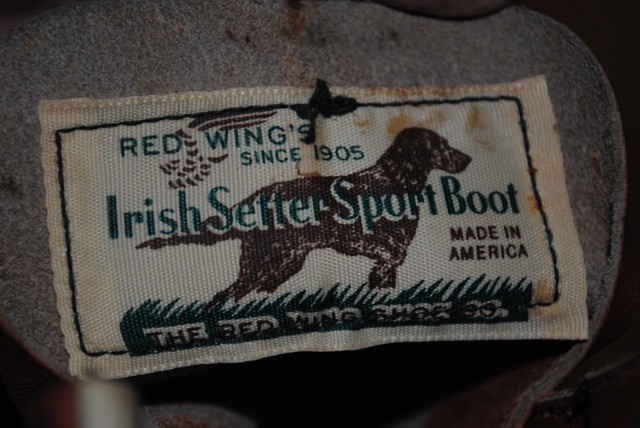 RED WING'S
SINCE 1905
Irish Setter Sport Boot
MADE IN
AMERICA
THE RED WING SHOE CO.